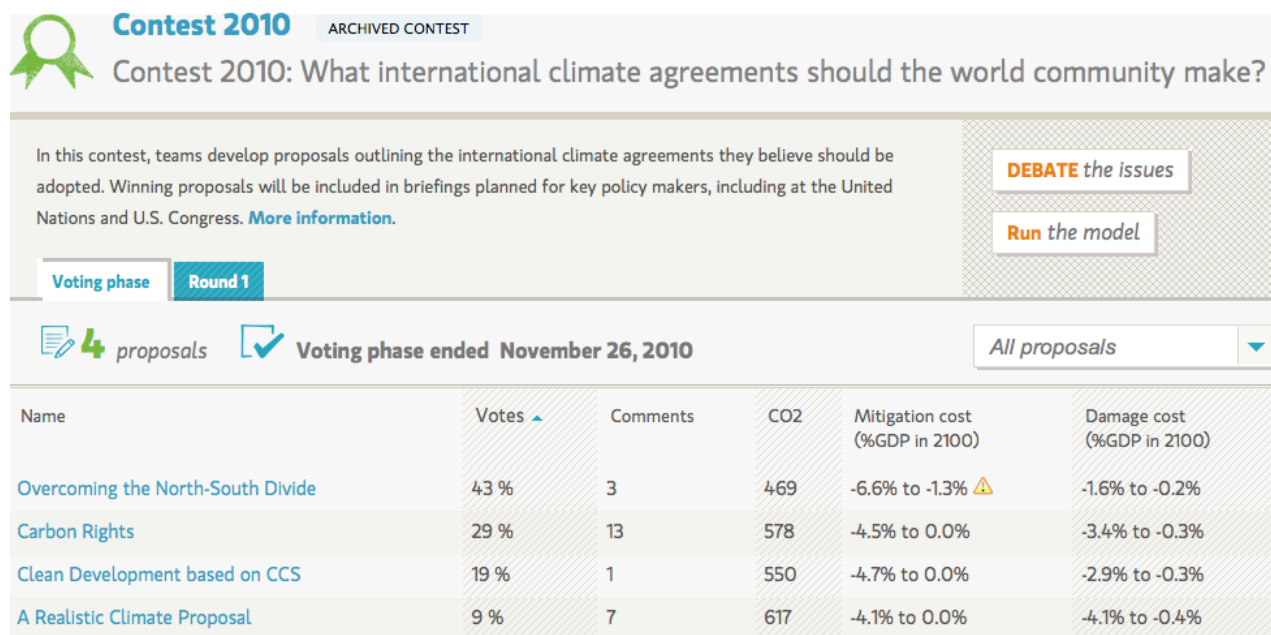 Contest 2010 ARCHIVED CONTEST
Contest 2010: What international climate agreements should the world community make?
In this contest, teams develop proposals outlining the international climate agreements they believe should be
adopted. Winning proposals will be included in briefings planned for key policy makers, including at the United
Nations and U.S. Congress. More information.
DEBATE the issues
Run the model
Voting phase Round 1
4 proposals Voting phase ended November 26, 2010 All proposals
Name Votes Comments CO2 Mitigation cost Damage cost
(%GDP in 2100) (%GDP in 2100)
Overcoming the North-South Divide 43 % 3 469 -6.6% to -1.3% -1.6% to -0.2%
Carbon Rights 29 % 13 578 -4.5% to 0.0% -3.4% to -0.3%
Clean Development based on CCS 19 % 1 550 -4.7% to 0.0% -2.9% to -0.3%
A Realistic Climate Proposal 9 % 7 617 -4.1% to 0.0% -4.1% to -0.4%